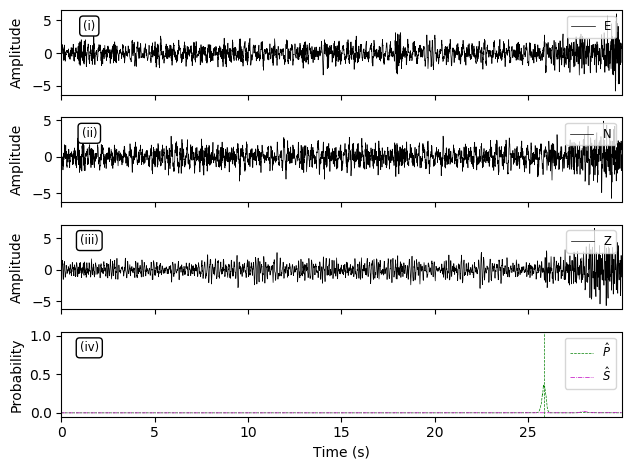 (i)
E
Amplitude
5
0
−5
(ii)
N
Amplitude
5
0
−5
(iii)
Z
Amplitude
5
0
−5
(iv)
P̂
Ŝ
Probability
1.0
0.5
0.0
0 5 10 15 20 25
Time (s)